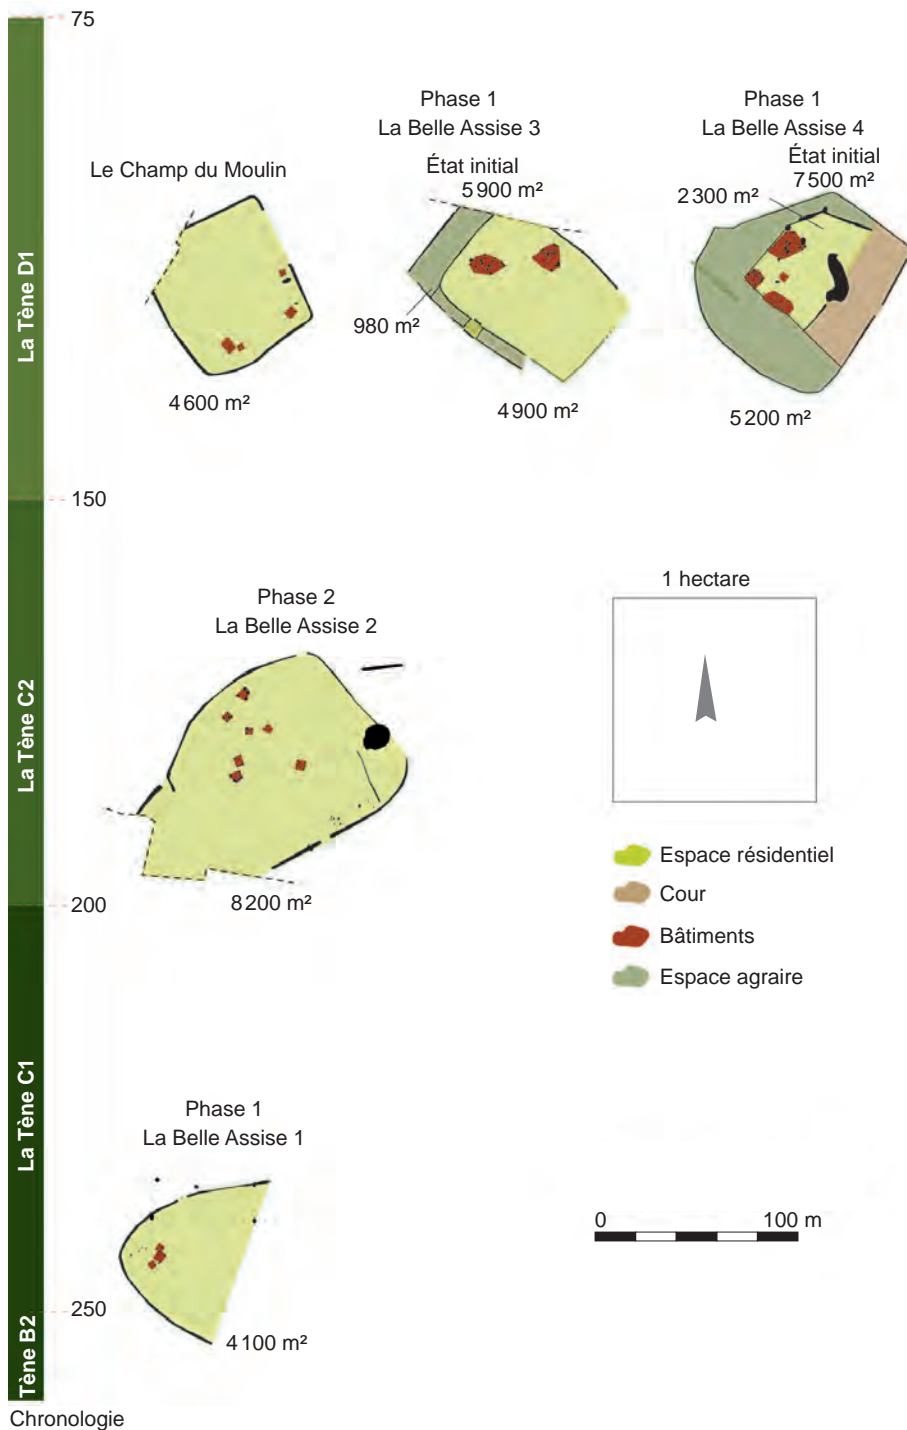 75
Phase 1
La Belle Assise 3
État initial
5 900 m²
Phase 1
La Belle Assise 4
État initial
7 500 m²
2 300 m²
Le Champ du Moulin
La Tène D1
980 m²
4 600 m²
4 900 m²
5 200 m²
150
Phase 2
La Belle Assise 2
1 hectare
La Tène C2
Espace résidentiel
Cour
Bâtiments
Espace agraire
8 200 m²
200
La Tène C1
Phase 1
La Belle Assise 1
0 100 m
250
4 100 m²
Tène B2
Chronologie